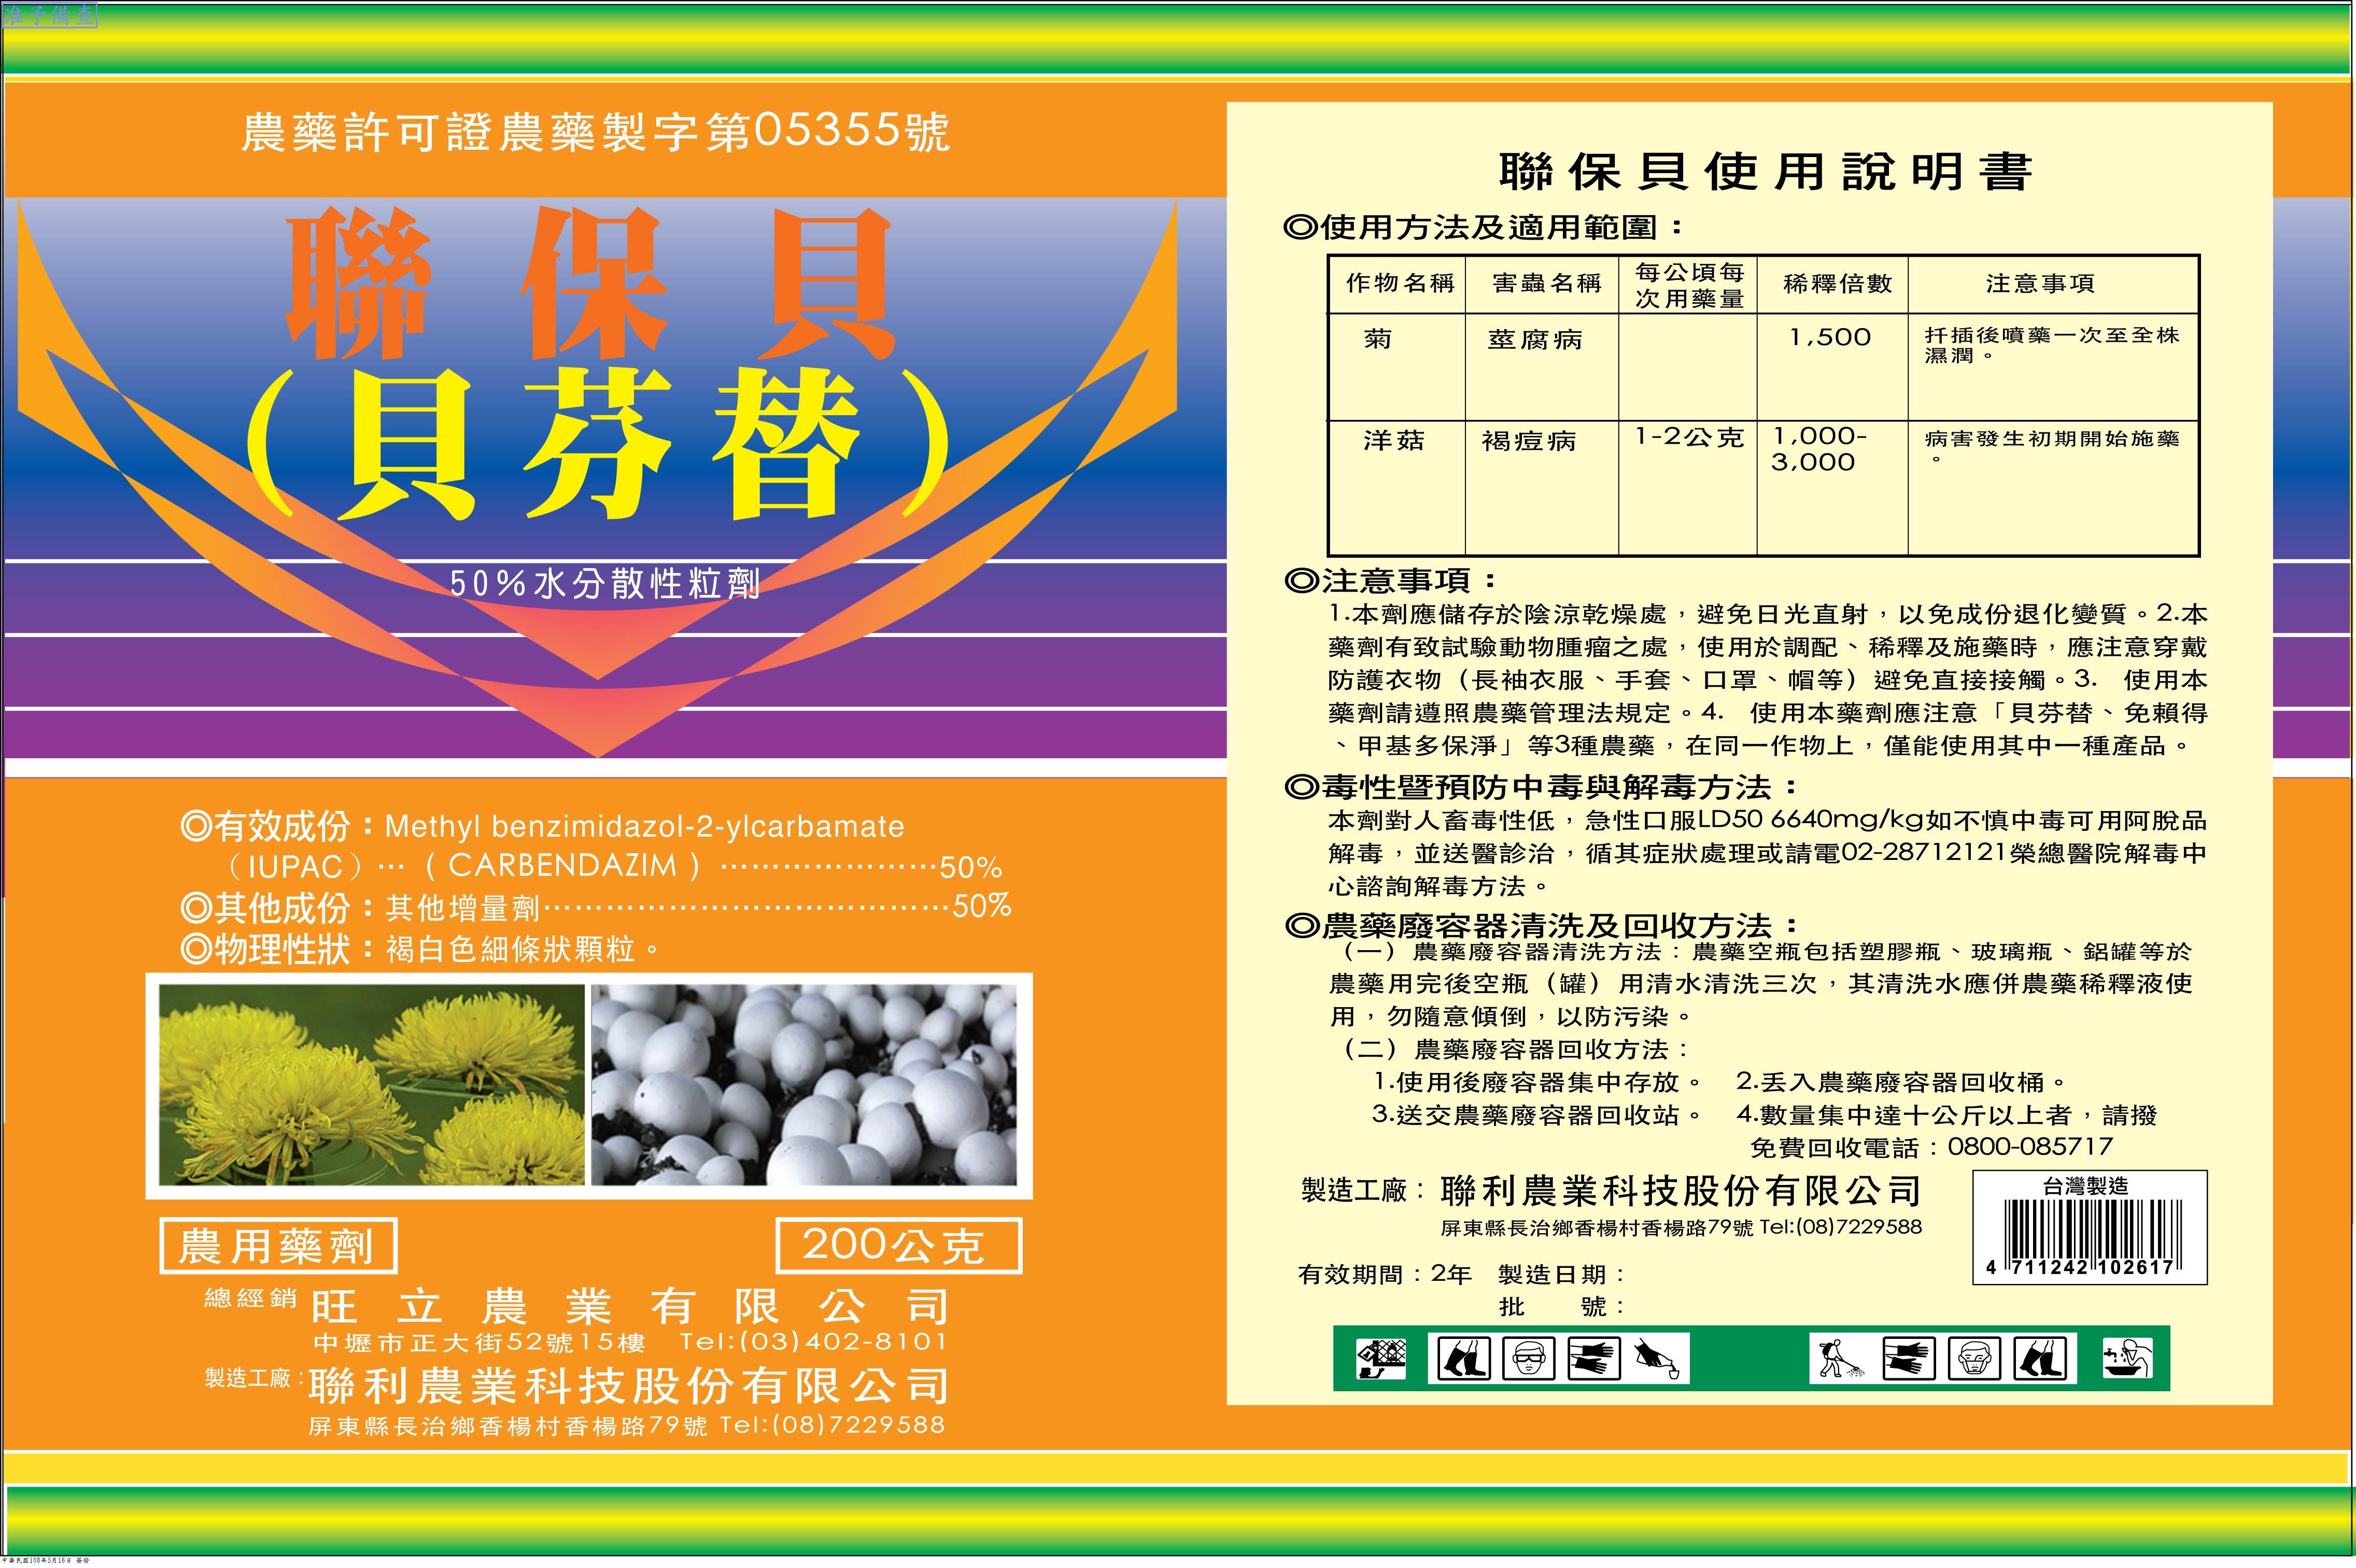 准予備查
農藥許可證農藥製字第05355號
聯保貝
(貝芬替)
50%水分散性粒劑
◎有效成份：Methyl benzimidazol-2-ylcarbamate
（IUPAC）…（CARBENDAZIM）…………………50%
◎其他成份：其他增量劑…………………………………50%
◎物理性狀：褐白色細條狀顆粒。
農用藥劑
200公克
總經銷 旺立農業有限公司
中壢市正大街52號15樓 Tel:(03)402-8101
製造工廠：聯利農業科技股份有限公司
屏東縣長治鄉香楊村香楊路79號 Tel:(08)7229588
聯保貝使用說明書
◎使用方法及適用範圍：
作物名稱 害蟲名稱 每公頃每次用藥量 稀釋倍數 注意事項
菊 莖腐病 1,500 扦插後噴藥一次至全株
濕潤。
洋菇 褐痘病 1-2公克 1,000-
3,000 病害發生初期開始施藥
。
◎注意事項：
1.本劑應儲存於陰涼乾燥處，避免日光直射，以免成份退化變質。2.本
藥劑有致試驗動物腫瘤之處，使用於調配、稀釋及施藥時，應注意穿戴
防護衣物（長袖衣服、手套、口罩、帽等）避免直接接觸。3. 使用本
藥劑請遵照農藥管理法規定。4. 使用本藥劑應注意「貝芬替、免賴得
、甲基多保淨」等3種農藥，在同一作物上，僅能使用其中一種產品。
◎毒性暨預防中毒與解毒方法：
本劑對人畜毒性低，急性口服LD50 6640mg/kg如不慎中毒可用阿脫品
解毒，並送醫診治，循其症狀處理或請電02-28712121榮總醫院解毒中
心諮詢解毒方法。
◎農藥廢容器清洗及回收方法：
（一）農藥廢容器清洗方法：農藥空瓶包括塑膠瓶、玻璃瓶、鋁罐等於
農藥用完後空瓶（罐）用清水清洗三次，其清洗水應併農藥稀釋液使
用，勿隨意傾倒，以防污染。
（二）農藥廢容器回收方法：
1.使用後廢容器集中存放。 2.丟入農藥廢容器回收桶。
3.送交農藥廢容器回收站。 4.數量集中達十公斤以上者，請撥
免費回收電話：0800-085717
製造工廠：聯利農業科技股份有限公司
屏東縣長治鄉香楊村香楊路79號 Tel:(08)7229588
有效期間：2年 製造日期：
批 號：
台灣製造
4 711242 102617
中華民國108年5月16日 簽發